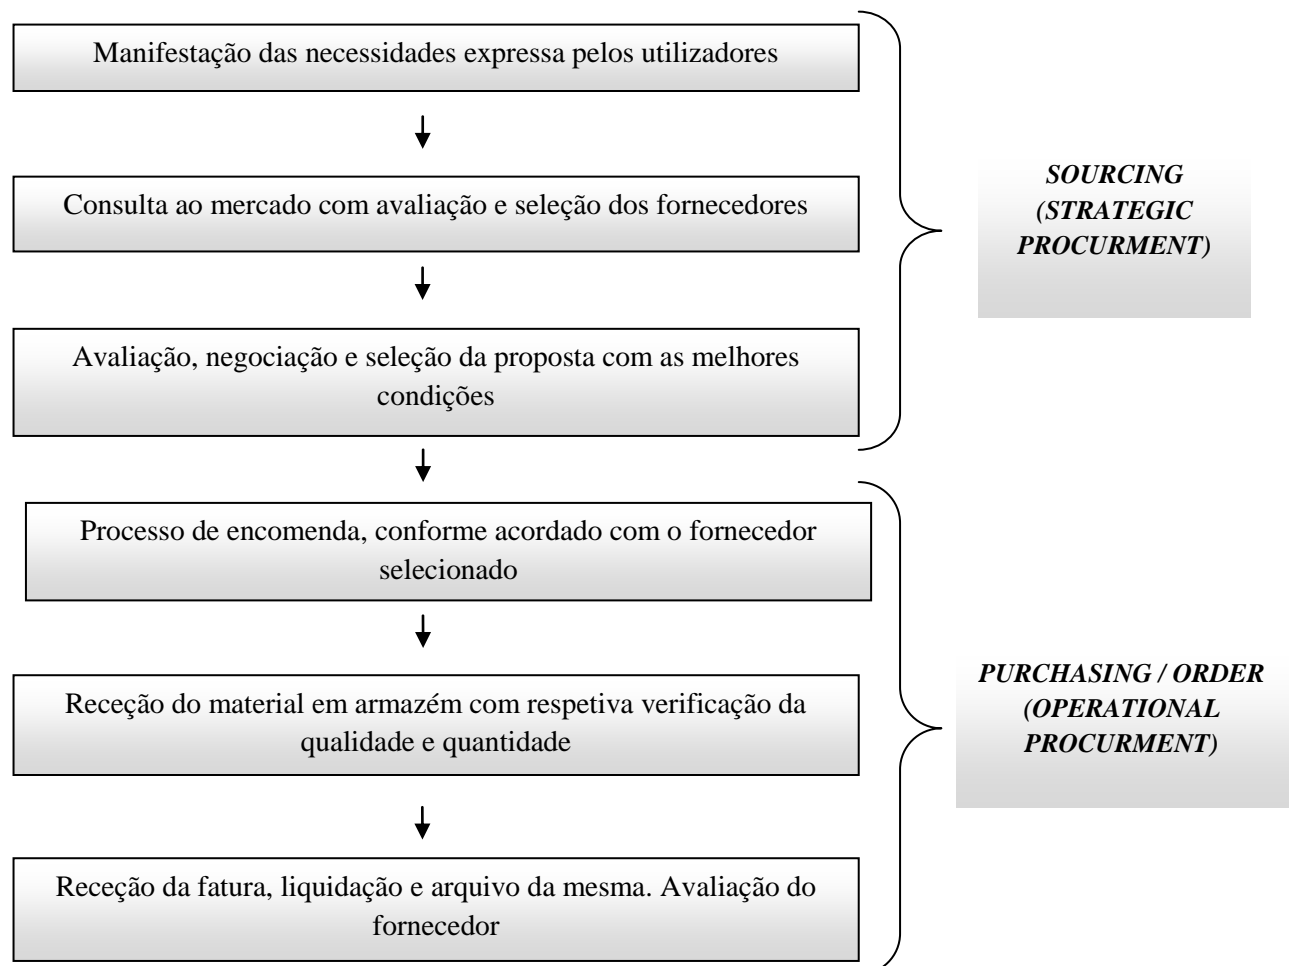 Manifestação das necessidades expressa pelos utilizadores
Consulta ao mercado com avaliação e seleção dos fornecedores
Avaliação, negociação e seleção da proposta com as melhores
condições
SOURCING
(STRATEGIC
PROCURMENT)
Processo de encomenda, conforme acordado com o fornecedor
selecionado
Receção do material em armazém com respetiva verificação da
qualidade e quantidade
Receção da fatura, liquidação e arquivo da mesma. Avaliação do
fornecedor
PURCHASING / ORDER
(OPERATIONAL
PROCURMENT)